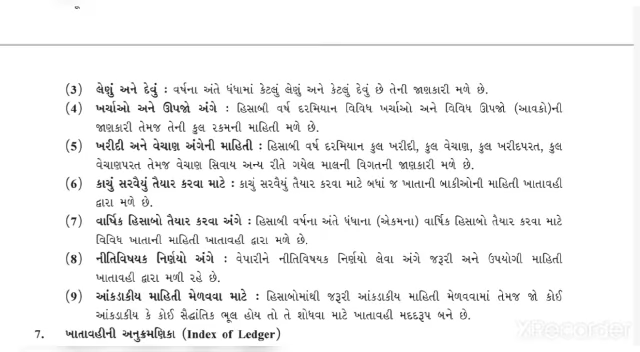 (3) લેણું અને દેવું : વર્ષના અંતે ધંધામાં કેટલું લેણું અને કેટલું દેવું છે તેની જાણકારી મળે છે.
(4) ખર્ચાઓ અને ઊપજો અંગે : હિસાબી વર્ષ દરમિયાન વિવિધ ખર્ચાઓ અને વિવિધ ઊપજો (આવકો)ની
જાણકારી તેમજ તેની કુલ રકમની માહિતી મળે છે.
(5) ખરીદી અને વેચાણ અંગેની માહિતી : હિસાબી વર્ષ દરમિયાન કુલ ખરીદી, કુલ વેચાણ, કુલ ખરીદપરત, કુલ
વેચાણપરત તેમજ વેચાણ સિવાય અન્ય રીતે ગયેલ માલની વિગતની જાણકારી મળે છે.
(6) કાચું સરવૈયું તૈયાર કરવા માટે : કાચું સરવૈયું તૈયાર કરવા માટે બધાં જ ખાતાની બાકીઓની માહિતી ખાતાવહી
દ્વારા મળે છે.
(7) વાર્ષિક હિસાબો તૈયાર કરવા અંગે : હિસાબી વર્ષના અંતે ધંધાના (એકમના) વાર્ષિક હિસાબો તૈયાર કરવા માટે
વિવિધ ખાતાની માહિતી ખાતાવહી દ્વારા મળે છે.
(8) નીતિવિષયક નિર્ણયો અંગે : વેપારીને નીતિવિષયક નિર્ણયો લેવા અંગે જરૂરી અને ઉપયોગી માહિતી
ખાતાવહી દ્વારા મળી રહે છે.
(9) આંકડાકીય માહિતી મેળવવા માટે : હિસાબોમાંથી જરૂરી આંકડાકીય માહિતી મેળવવામાં તેમજ જો કોઈ
આંકડાકીય કે કોઈ સૈદ્ધાંતિક ભૂલ હોય તો તે શોધવા માટે ખાતાવહી મદદરૂપ બને છે.
7. ખાતાવહીની અનુક્રમણિકા (Index of Ledger)
XRecorder